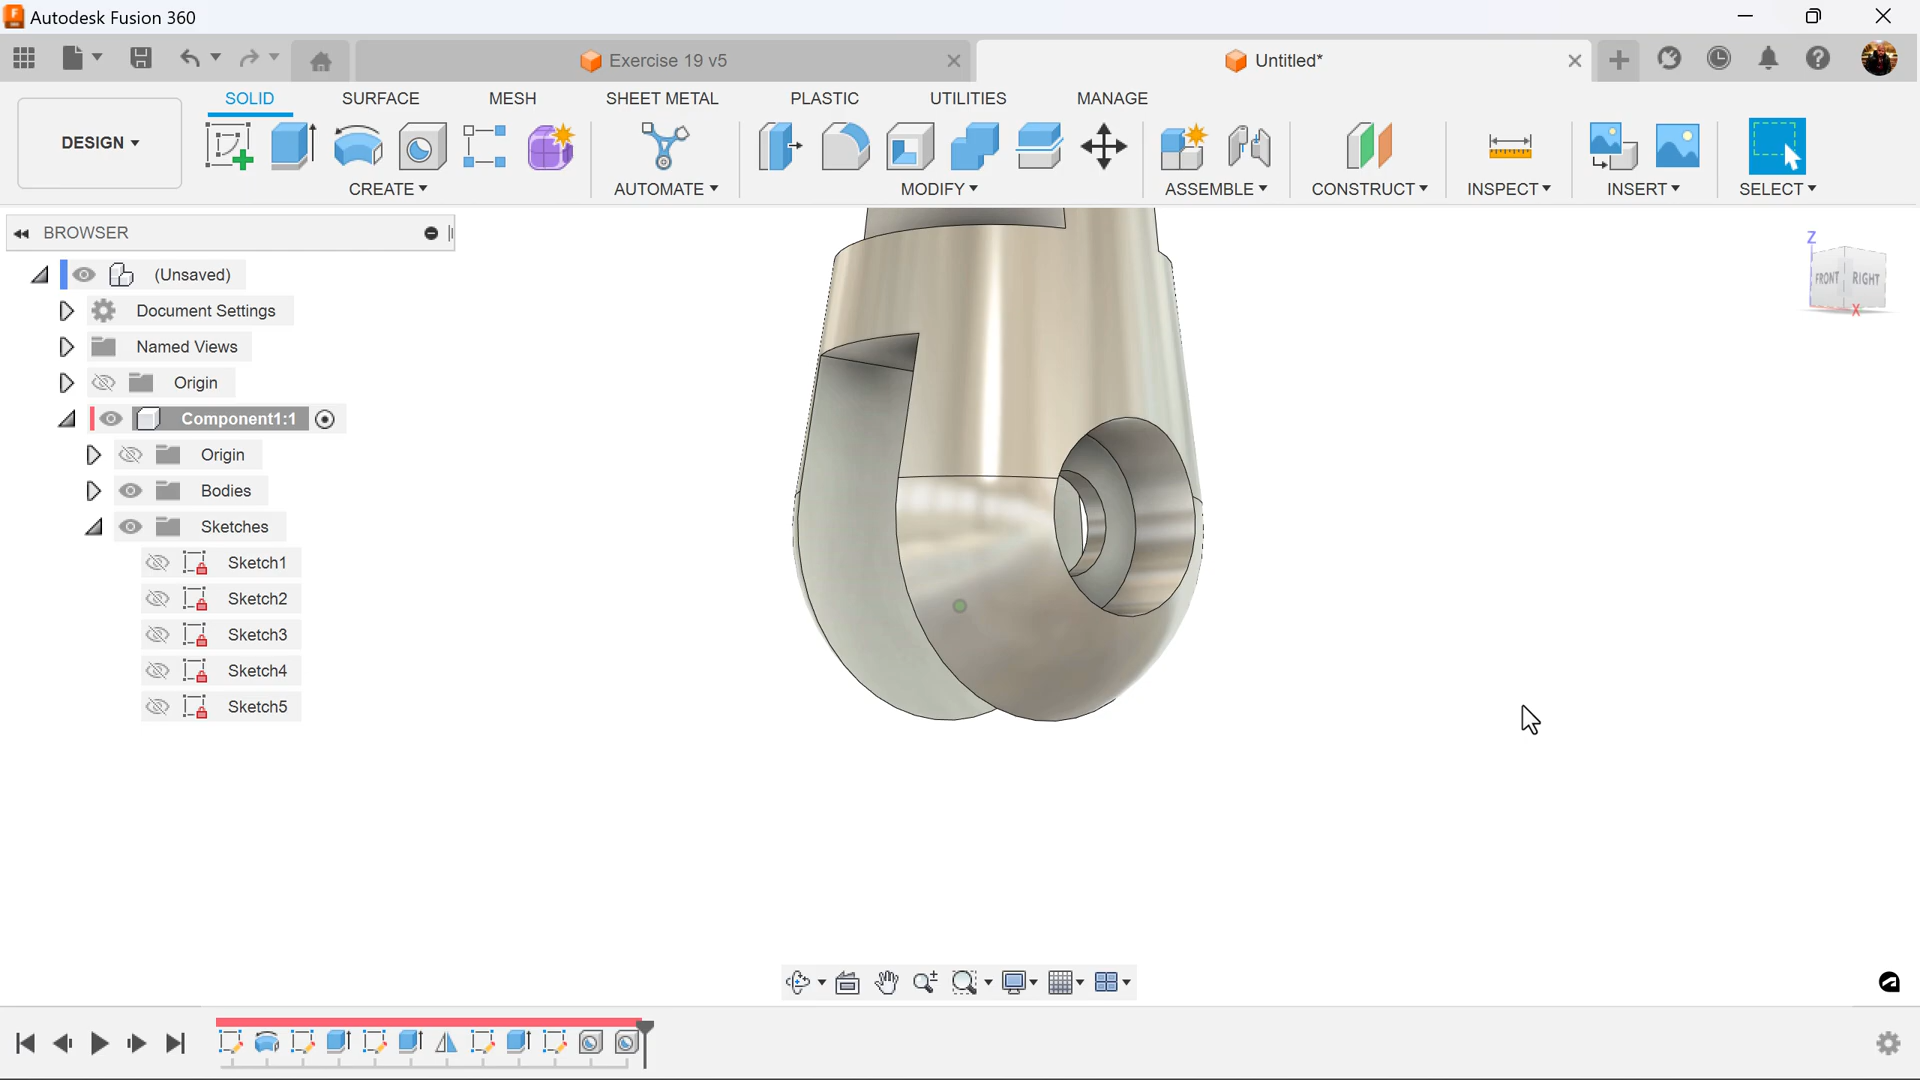 Autodesk Fusion 360
Exercise 19 v5
Untitled*
DESIGN
SOLID SURFACE MESH SHEET METAL PLASTIC UTILITIES MANAGE
CREATE AUTOMATE MODIFY ASSEMBLE CONSTRUCT INSPECT INSERT SELECT
BROWSER
(Unsaved)
Document Settings
Named Views
Origin
Component1:1
Origin
Bodies
Sketches
Sketch1
Sketch2
Sketch3
Sketch4
Sketch5
Z
FRONT RIGHT
X